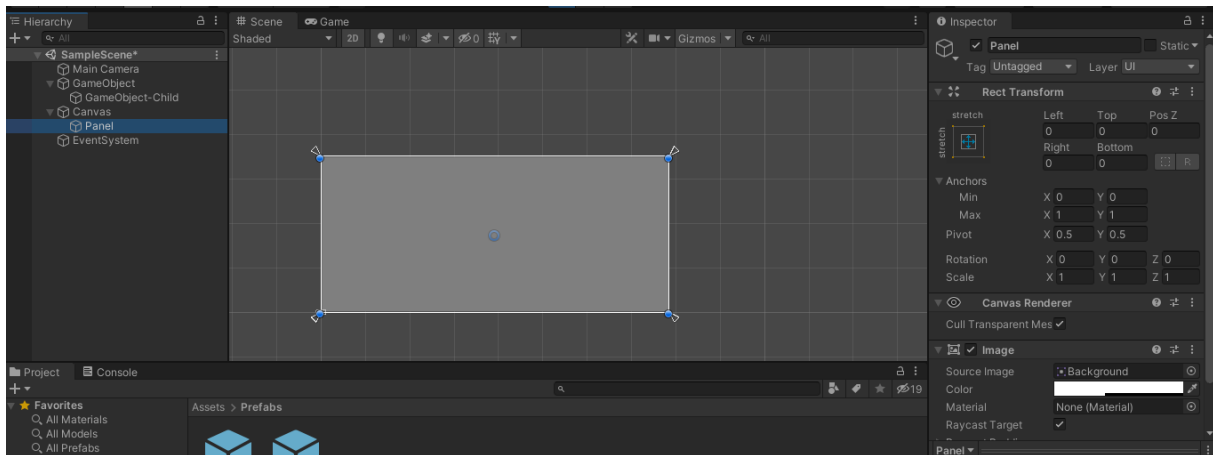 Hierarchy
All
SampleScene*
Main Camera
GameObject
GameObject-Child
Canvas
Panel
EventSystem
Scene
Game
Shaded
2D
0
Gizmos
All
Inspector
Panel
Static
Tag Untagged Layer UI
Rect Transform
stretch Left Top Pos Z
stretch
0 0 0
Right Bottom
0 0 R
Anchors
Min X 0 Y 0
Max X 1 Y 1
Pivot X 0.5 Y 0.5
Rotation X 0 Y 0 Z 0
Scale X 1 Y 1 Z 1
Canvas Renderer
Cull Transparent Mes
Image
Source Image Background
Color
Material None (Material)
Raycast Target
Panel
Project Console
19
Favorites
All Materials
All Models
All Prefabs
Assets > Prefabs